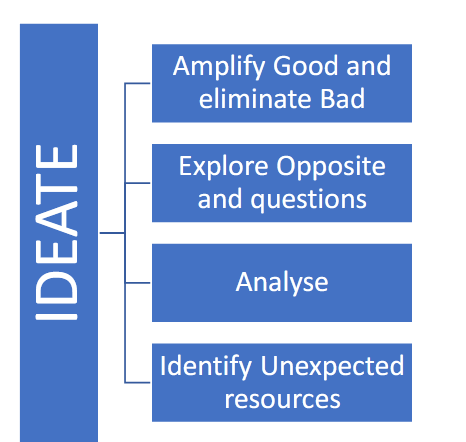 IDEATE
Amplify Good and
eliminate Bad
Explore Opposite
and questions
Analyse
Identify Unexpected
resources